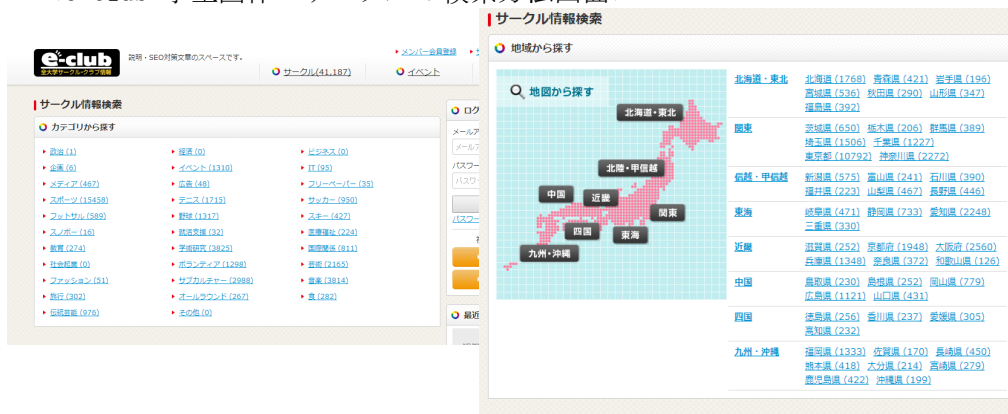 サークル情報検索
地域から探す
地図から探す
北海道・東北
北陸・甲信越
中国
近畿
関東
四国
東海
九州・沖縄
北海道・東北
北海道 (1768) 青森県 (421) 岩手県 (196)
宮城県 (536) 秋田県 (290) 山形県 (347)
福島県 (392)
関東
茨城県 (650) 栃木県 (206) 群馬県 (389)
埼玉県 (1506) 千葉県 (1227)
東京都 (10792) 神奈川県 (2272)
信越・甲信越
新潟県 (575) 富山県 (241) 石川県 (390)
福井県 (223) 山梨県 (467) 長野県 (446)
東海
岐阜県 (471) 静岡県 (733) 愛知県 (2248)
三重県 (330)
近畿
滋賀県 (252) 京都府 (1948) 大阪府 (2560)
兵庫県 (1348) 奈良県 (372) 和歌山県 (126)
中国
鳥取県 (230) 島根県 (252) 岡山県 (779)
広島県 (1121) 山口県 (431)
四国
徳島県 (256) 香川県 (237) 愛媛県 (305)
高知県 (232)
九州・沖縄
福岡県 (1333) 佐賀県 (170) 長崎県 (450)
熊本県 (418) 大分県 (214) 宮崎県 (279)
鹿児島県 (422) 沖縄県 (199)
e-club
全大学サークル・クラブ情報
説明・SEO対策文章のスペースです。
メンバー会員登録
サークル(41,187)
イベント
サークル情報検索
カテゴリから探す
政治 (1) 経済 (0) ビジネス (0)
企画 (6) イベント (1310) IT (95)
メディア (467) 広告 (48) フリーペーパー (35)
スポーツ (15458) テニス (1715) サッカー (950)
フットサル (589) 野球 (1317) スキー (427)
スノボー (16) 就活支援 (32) 医療福祉 (224)
教育 (274) 学術研究 (3825) 国際関係 (811)
社会起業 (0) ボランティア (1298) 芸術 (2165)
ファッション (51) サブカルチャー (2988) 音楽 (3814)
旅行 (302) オールラウンド (267) 食 (282)
伝統芸能 (976) その他 (0)
ログ
メールア
メールア
パスワー
パスワ
パスワー
最近